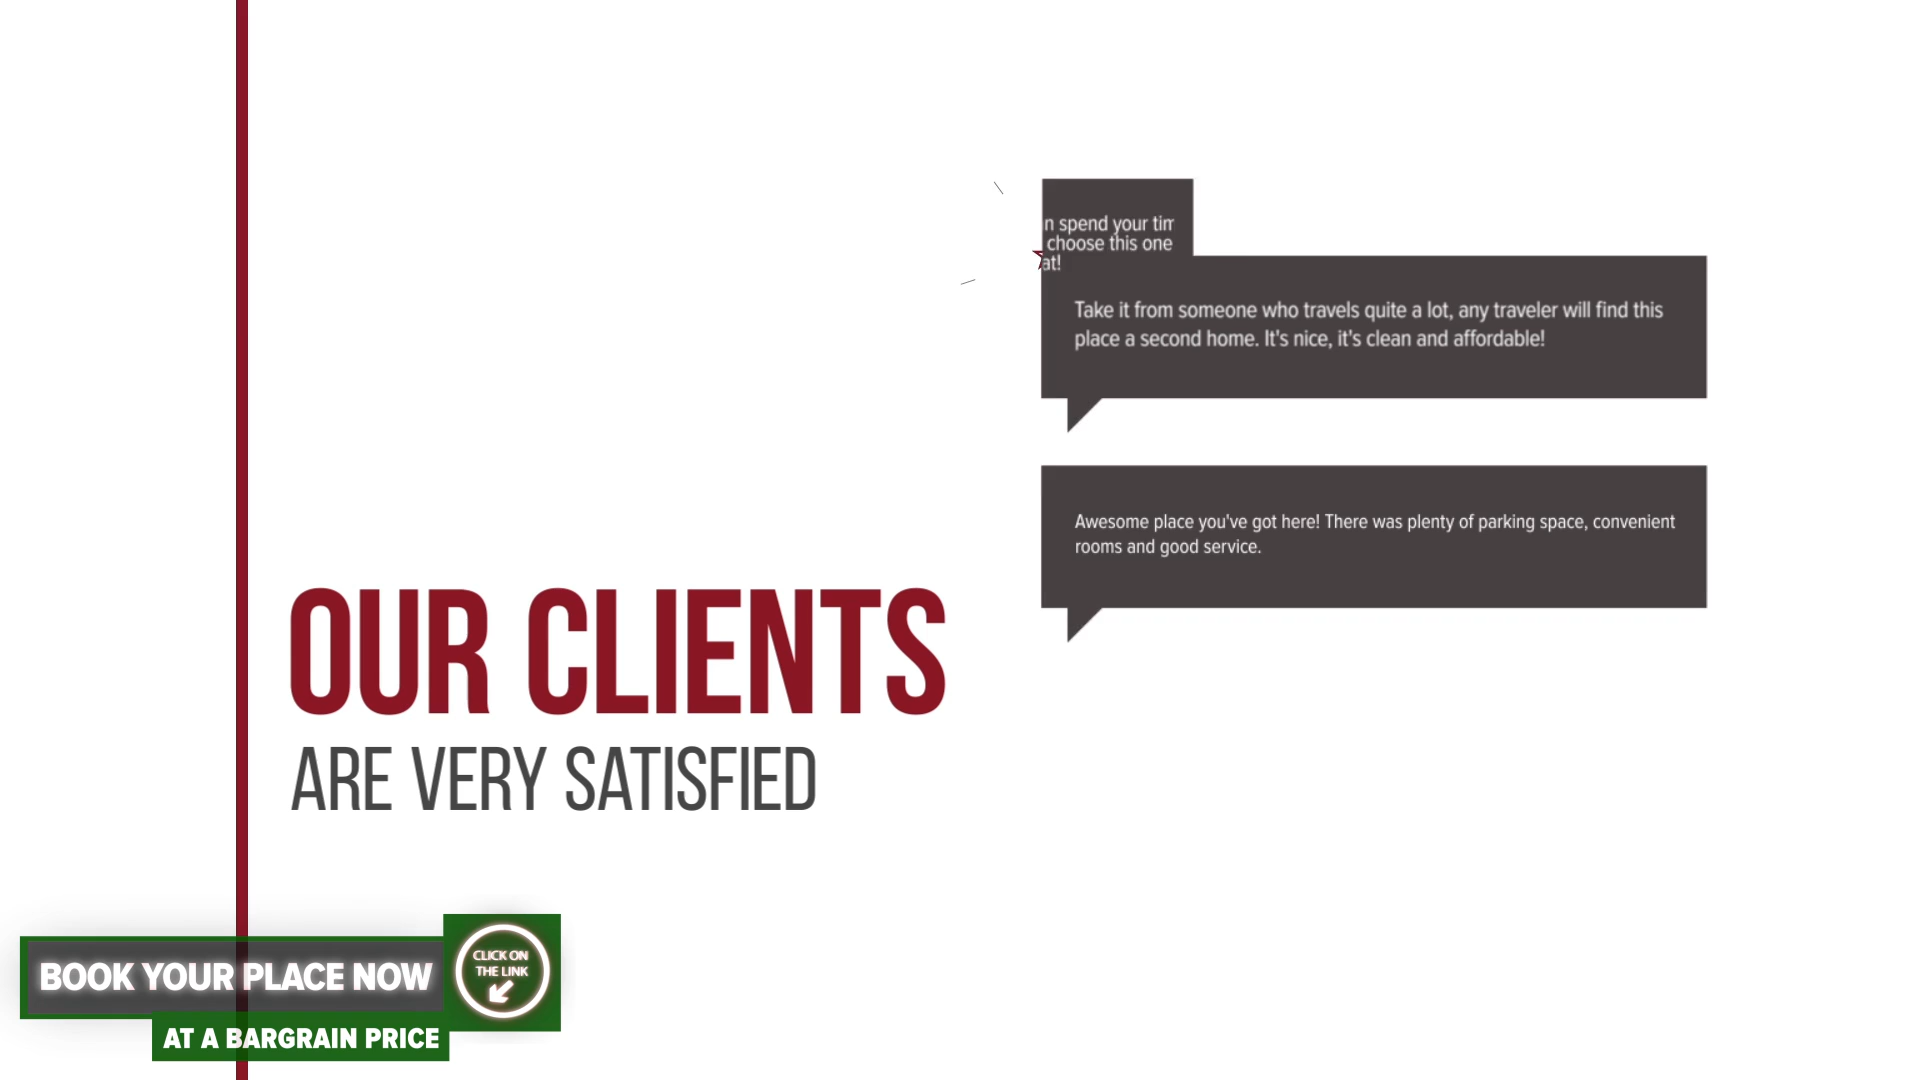 n spend your tim
choose this one
at!
Take it from someone who travels quite a lot, any traveler will find this
place a second home. It's nice, it's clean and affordable!
Awesome place you've got here! There was plenty of parking space, convenient
rooms and good service.
OUR CLIENTS
ARE VERY SATISFIED
BOOK YOUR PLACE NOW
CLICK ON
THE LINK
AT A BARGRAIN PRICE